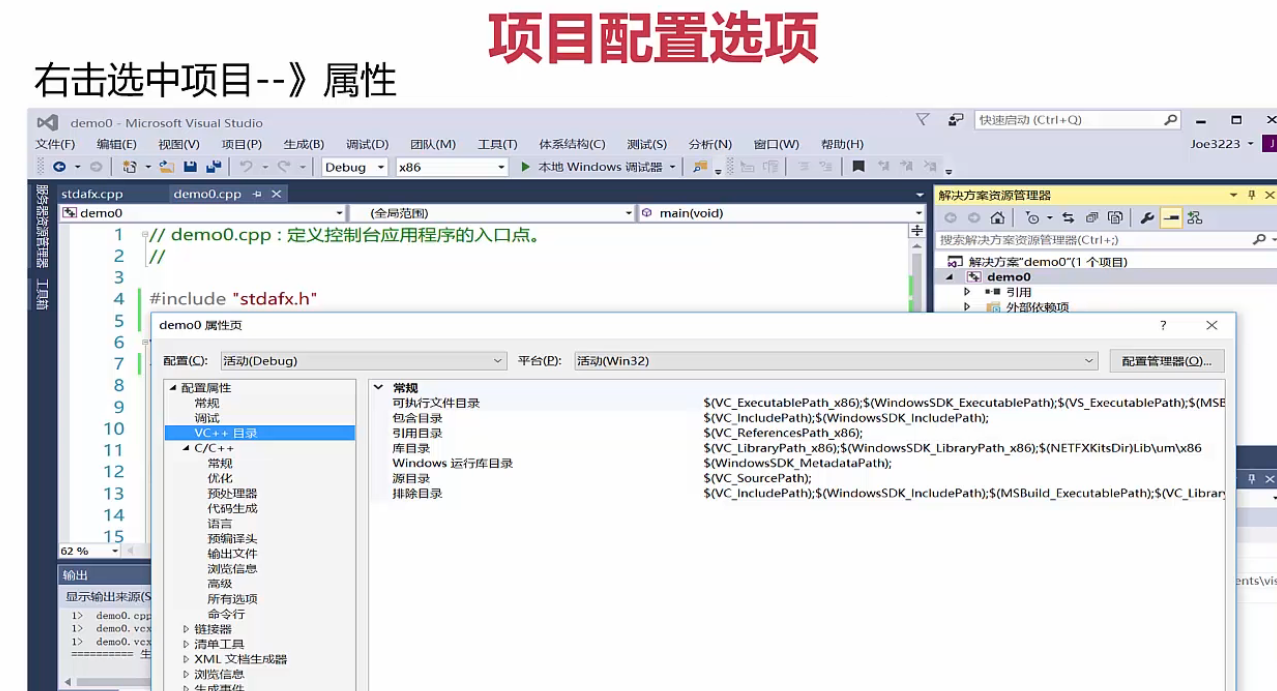 项目配置选项
右击选中项目--》属性
demo0 - Microsoft Visual Studio
快速启动 (Ctrl+Q)
文件(F) 编辑(E) 视图(V) 项目(P) 生成(B) 调试(D) 团队(M) 工具(T) 体系结构(C) 测试(S) 分析(N) 窗口(W) 帮助(H)
Joe3223
Debug x86 本地 Windows 调试器
服务器资源管理器
工具箱
stdafx.cpp demo0.cpp
demo0 (全局范围) main(void)
1 // demo0.cpp : 定义控制台应用程序的入口点。
2 //
3
4 #include "stdafx.h"
5
6
7
8
9
10
11
12
13
14
15
62 %
解决方案资源管理器
搜索解决方案资源管理器(Ctrl+;)
解决方案"demo0"(1 个项目)
demo0
引用
外部依赖项
demo0 属性页
配置(C): 活动(Debug) 平台(P): 活动(Win32) 配置管理器(O)...
配置属性
常规
调试
VC++ 目录
C/C++
常规
优化
预处理器
代码生成
语言
预编译头
输出文件
浏览信息
高级
所有选项
命令行
链接器
清单工具
XML 文档生成器
浏览信息
生成事件
常规
可执行文件目录 $(VC_ExecutablePath_x86);$(WindowsSDK_ExecutablePath);$(VS_ExecutablePath);$(MSB
包含目录 $(VC_IncludePath);$(WindowsSDK_IncludePath);
引用目录 $(VC_ReferencesPath_x86);
库目录 $(VC_LibraryPath_x86);$(WindowsSDK_LibraryPath_x86);$(NETFXKitsDir)Lib\um\x86
Windows 运行库目录 $(WindowsSDK_MetadataPath);
源目录 $(VC_SourcePath);
排除目录 $(VC_IncludePath);$(WindowsSDK_IncludePath);$(MSBuild_ExecutablePath);$(VC_Library
输出
显示输出来源(S
1> demo0.cpp
1> demo0.vcx
1> demo0.vcx
========== 生
ents\vis